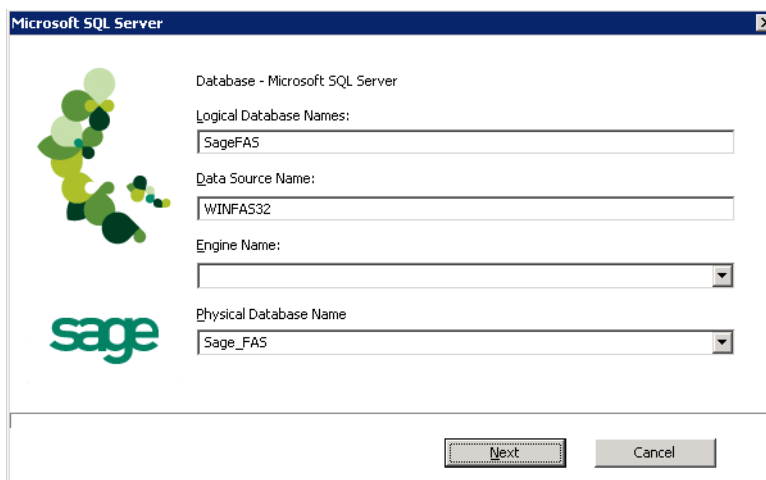 Microsoft SQL Server
Database - Microsoft SQL Server
Logical Database Names:
SageFAS
Data Source Name:
WINFAS32
Engine Name:
Physical Database Name
Sage_FAS
sage
Next
Cancel